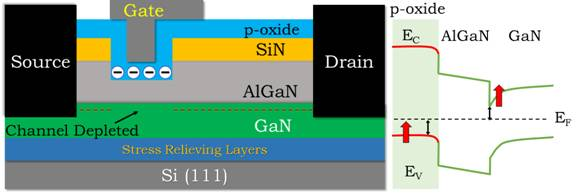 Gate
p-oxide
SiN
Source
Drain
AlGaN
Channel Depleted
GaN
Stress Relieving Layers
Si (111)
p-oxide
E_C AlGaN GaN
E_F
E_V